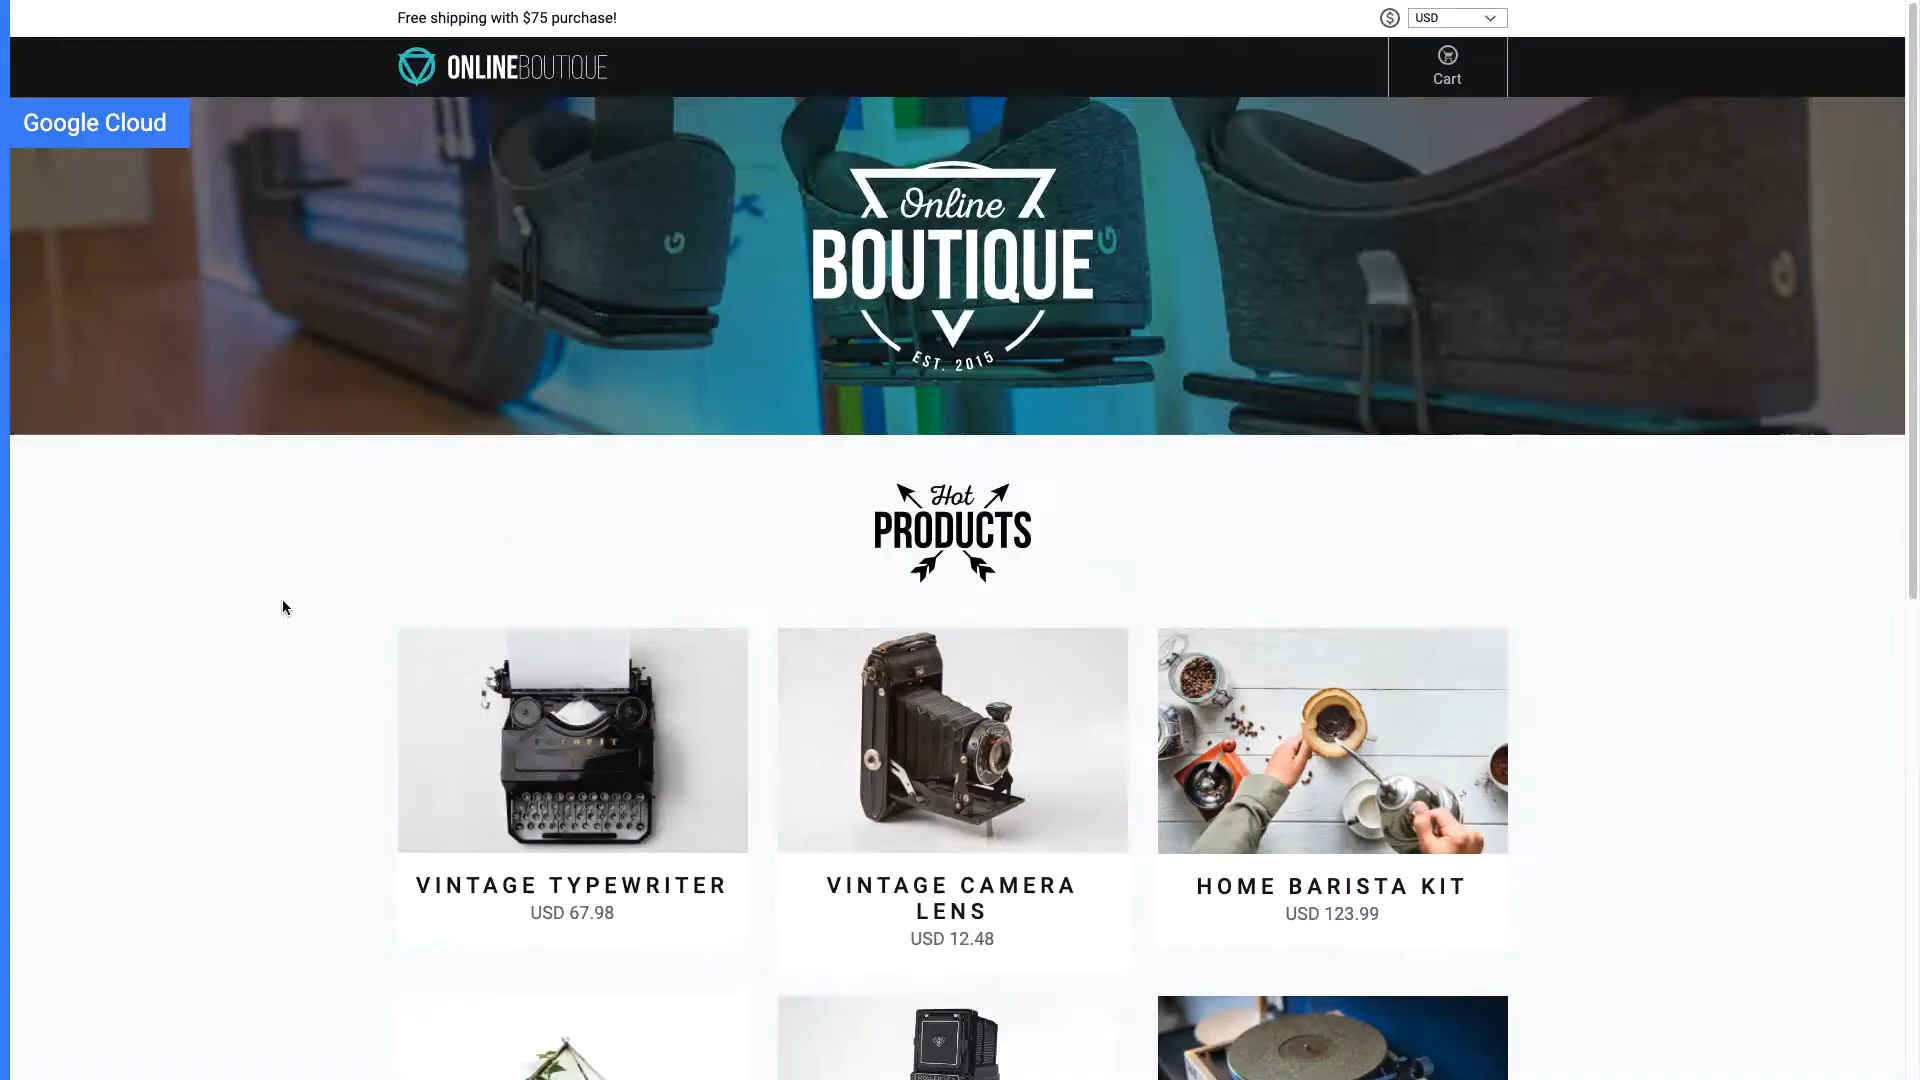 Free shipping with $75 purchase!
USD
ONLINEBOUTIQUE
Cart
Google Cloud
Online
BOUTIQUE
EST. 2015
Hot
PRODUCTS
VINTAGE TYPEWRITER
USD 67.98
VINTAGE CAMERA
LENS
USD 12.48
HOME BARISTA KIT
USD 123.99